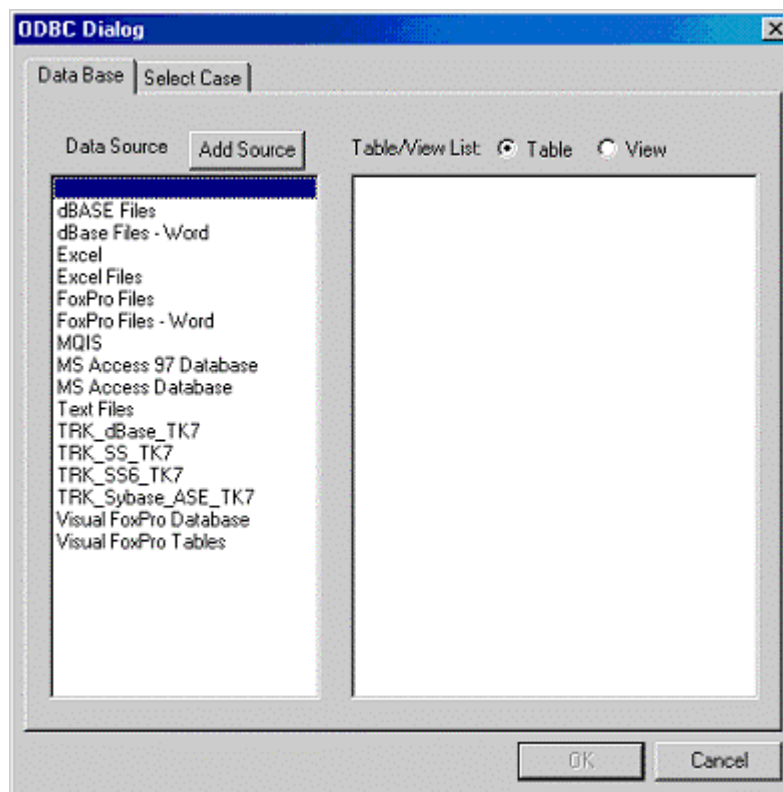 ODBC Dialog
Data Base Select Case
Data Source Add Source Table/View List: Table View
dBASE Files
dBase Files - Word
Excel
Excel Files
FoxPro Files
FoxPro Files - Word
MQIS
MS Access 97 Database
MS Access Database
Text Files
TRK_dBase_TK7
TRK_SS_TK7
TRK_SS6_TK7
TRK_Sybase_ASE_TK7
Visual FoxPro Database
Visual FoxPro Tables
OK Cancel